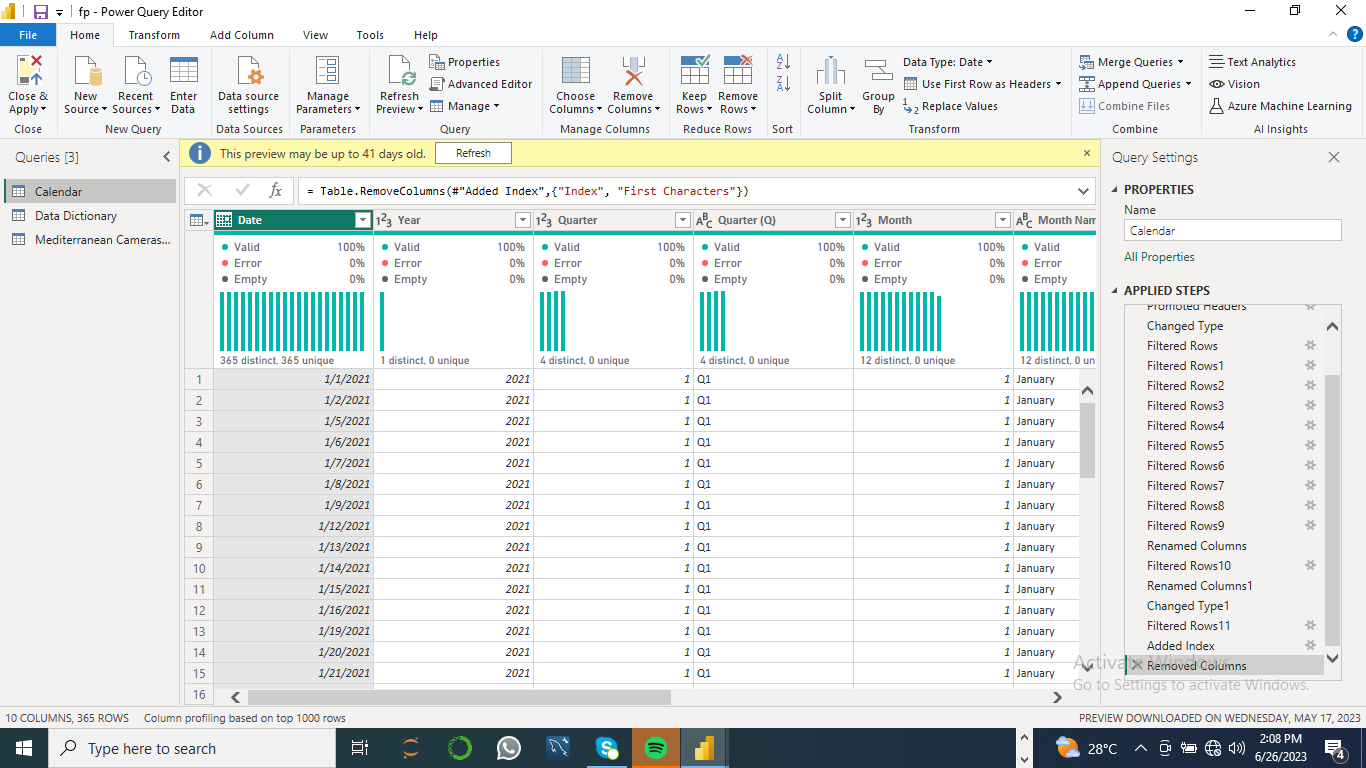 fp - Power Query Editor
File Home Transform Add Column View Tools Help
Close & Apply
Close
New Source
Recent Sources
Enter Data
New Query
Data source settings
Data Sources
Manage Parameters
Parameters
Refresh Preview
Properties
Advanced Editor
Manage
Query
Choose Columns
Remove Columns
Manage Columns
Keep Rows
Remove Rows
Reduce Rows
Sort
Split Column
Group By
Data Type: Date
Use First Row as Headers
Replace Values
Transform
Merge Queries
Append Queries
Combine Files
Combine
Text Analytics
Vision
Azure Machine Learning
AI Insights
Queries [3]
Calendar
Data Dictionary
Mediterranean Cameras...
This preview may be up to 41 days old. Refresh
fx = Table.RemoveColumns(#"Added Index",{"Index", "First Characters"})
Date 123 Year 123 Quarter ABC Quarter (Q) 123 Month ABC Month Nam
Valid 100% Valid 100% Valid 100% Valid 100% Valid 100% Valid
Error 0% Error 0% Error 0% Error 0% Error 0% Error
Empty 0% Empty 0% Empty 0% Empty 0% Empty 0% Empty
365 distinct, 365 unique 1 distinct, 0 unique 4 distinct, 0 unique 4 distinct, 0 unique 12 distinct, 0 unique 12 distinct, 0 un
1 1/1/2021 2021 1 Q1 1 January
2 1/2/2021 2021 1 Q1 1 January
3 1/5/2021 2021 1 Q1 1 January
4 1/6/2021 2021 1 Q1 1 January
5 1/7/2021 2021 1 Q1 1 January
6 1/8/2021 2021 1 Q1 1 January
7 1/9/2021 2021 1 Q1 1 January
8 1/12/2021 2021 1 Q1 1 January
9 1/13/2021 2021 1 Q1 1 January
10 1/14/2021 2021 1 Q1 1 January
11 1/15/2021 2021 1 Q1 1 January
12 1/16/2021 2021 1 Q1 1 January
13 1/19/2021 2021 1 Q1 1 January
14 1/20/2021 2021 1 Q1 1 January
15 1/21/2021 2021 1 Q1 1 January
16
Query Settings
PROPERTIES
Name
Calendar
All Properties
APPLIED STEPS
Promoted Headers
Changed Type
Filtered Rows
Filtered Rows1
Filtered Rows2
Filtered Rows3
Filtered Rows4
Filtered Rows5
Filtered Rows6
Filtered Rows7
Filtered Rows8
Filtered Rows9
Renamed Columns
Filtered Rows10
Renamed Columns1
Changed Type1
Filtered Rows11
Added Index
Removed Columns
Activate Windows
Go to Settings to activate Windows.
10 COLUMNS, 365 ROWS Column profiling based on top 1000 rows
PREVIEW DOWNLOADED ON WEDNESDAY, MAY 17, 2023
Type here to search
28°C
2:08 PM
6/26/2023
4